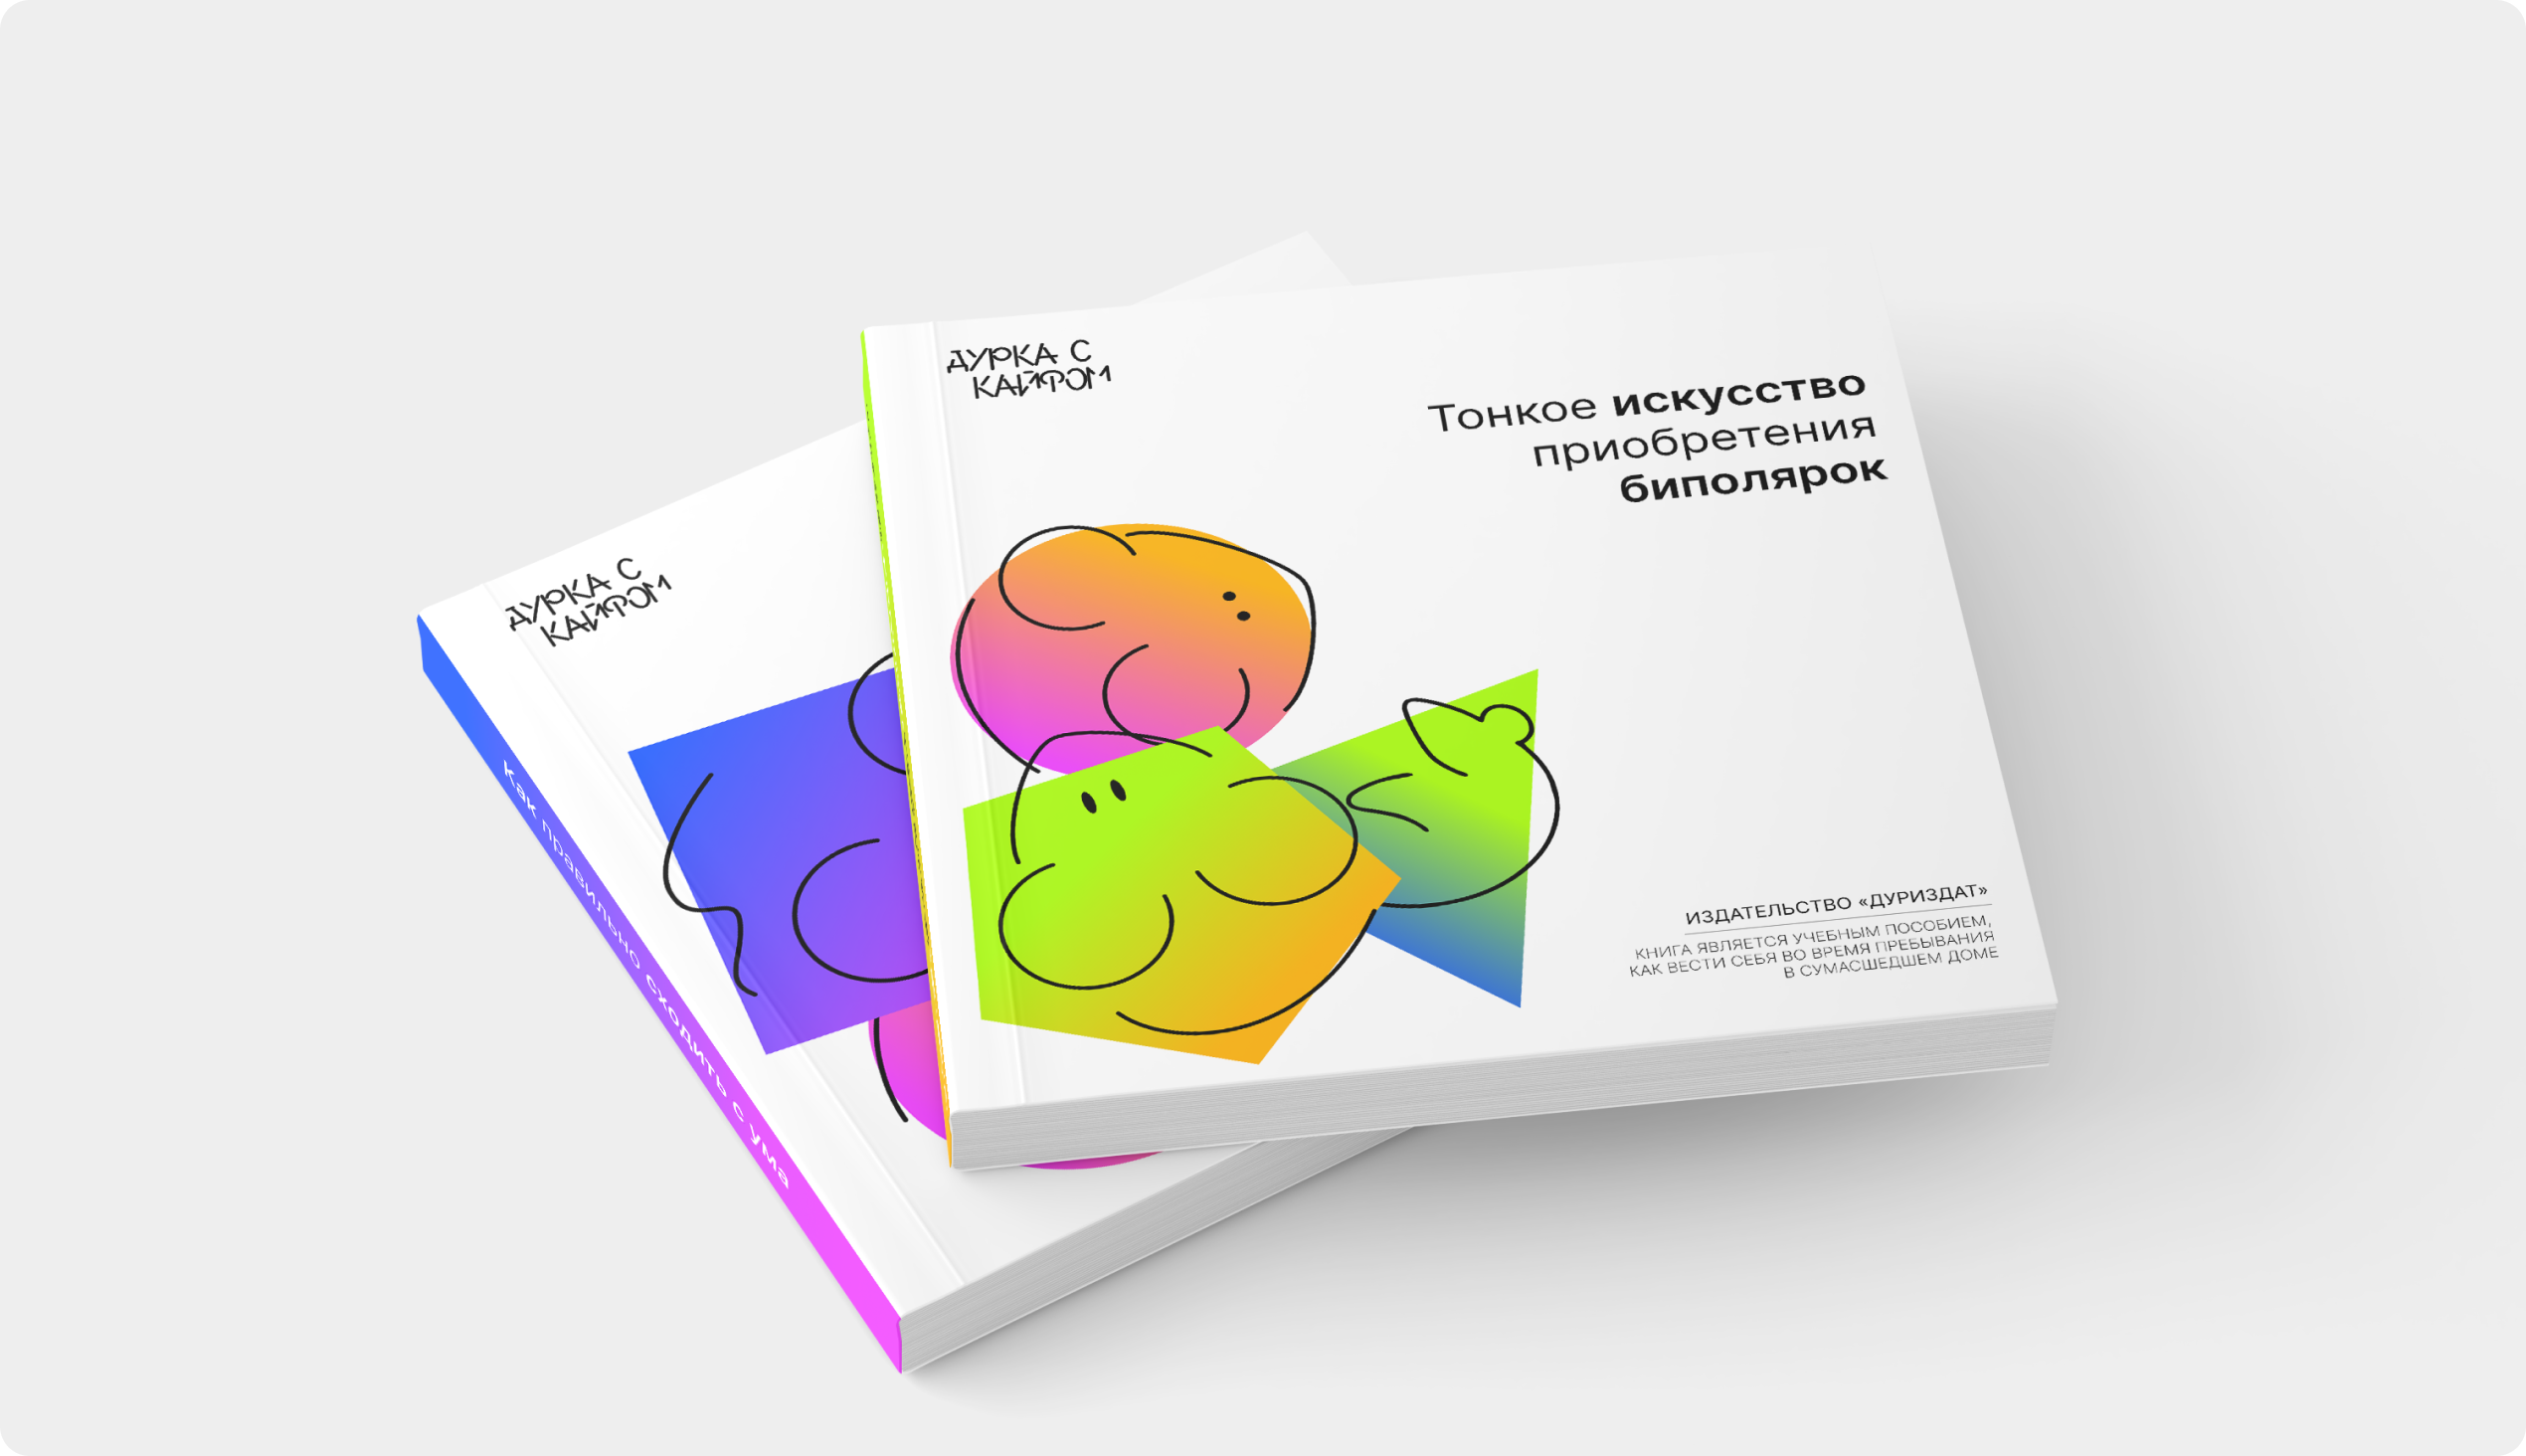 ДУРКА С
КАЙФОМ
Тонкое искусство
приобретения
биполярок
ИЗДАТЕЛЬСТВО «ДУРИЗДАТ»
КНИГА ЯВЛЯЕТСЯ УЧЕБНЫМ ПОСОБИЕМ,
КАК ВЕСТИ СЕБЯ ВО ВРЕМЯ ПРЕБЫВАНИЯ
В СУМАСШЕДШЕМ ДОМЕ
ДУРКА С
КАЙФОМ
Как правильно сходить с ума